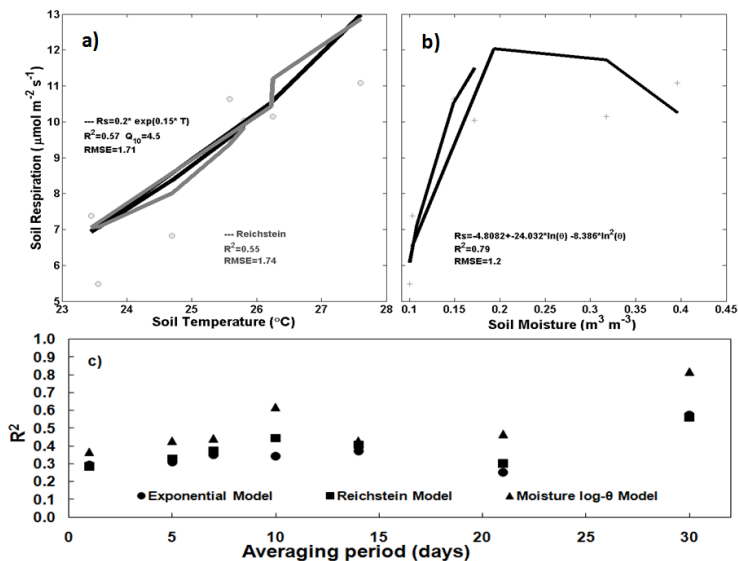 a)
b)
Soil Respiration ( μmol m⁻² s⁻¹)
13
12
11
10
9
8
7
6
5
--- Rs=0.2* exp(0.15* T)
R²=0.57 Q₁₀=4.5
RMSE=1.71
--- Reichstein
R²=0.55
RMSE=1.74
23 24 25 26 27 28
Soil Temperature (°C)
Rs=-4.8082+-24.032*ln(θ) -8.386*ln²(θ)
R²=0.79
RMSE=1.2
0.1 0.15 0.2 0.25 0.3 0.35 0.4 0.45
Soil Moisture (m³ m⁻³)
c)
R²
1.0
0.9
0.8
0.7
0.6
0.5
0.4
0.3
0.2
0.1
0.0
Exponential Model Reichstein Model Moisture log-θ Model
0 5 10 15 20 25 30
Averaging period (days)